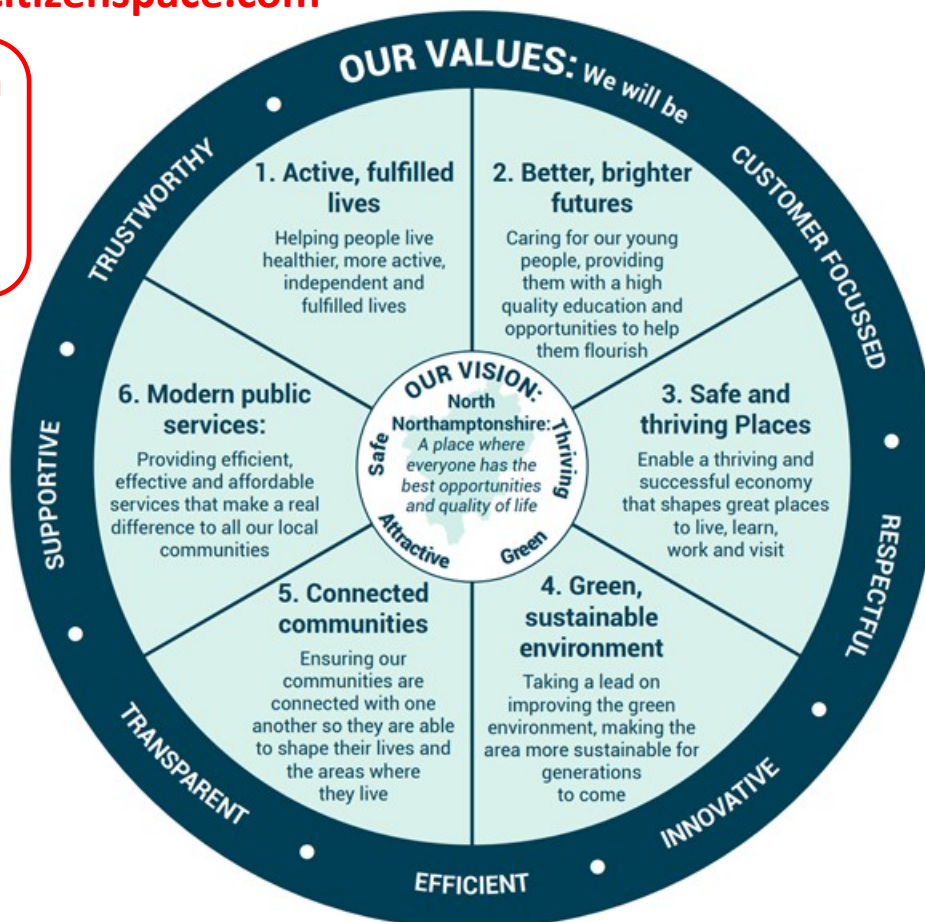 citizenspace.com
OUR VALUES: We will be
CUSTOMER FOCUSSED
RESPECTFUL
INNOVATIVE
EFFICIENT
TRANSPARENT
SUPPORTIVE
TRUSTWORTHY
1. Active, fulfilled
lives
Helping people live
healthier, more active,
independent and
fulfilled lives
2. Better, brighter
futures
Caring for our young
people, providing
them with a high
quality education and
opportunities to help
them flourish
3. Safe and
thriving Places
Enable a thriving and
successful economy
that shapes great places
to live, learn,
work and visit
4. Green,
sustainable
environment
Taking a lead on
improving the green
environment, making the
area more sustainable for
generations
to come
5. Connected
communities
Ensuring our
communities are
connected with one
another so they are able
to shape their lives and
the areas where
they live
6. Modern public
services:
Providing efficient,
effective and affordable
services that make a real
difference to all our local
communities
OUR VISION:
North
Northamptonshire:
A place where
everyone has the
best opportunities
and quality of life
Safe
Thriving
Attractive
Green